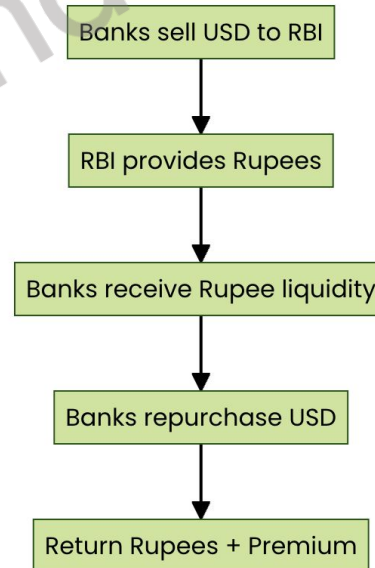 Banks sell USD to RBI
RBI provides Rupees
Banks receive Rupee liquidity
Banks repurchase USD
Return Rupees + Premium